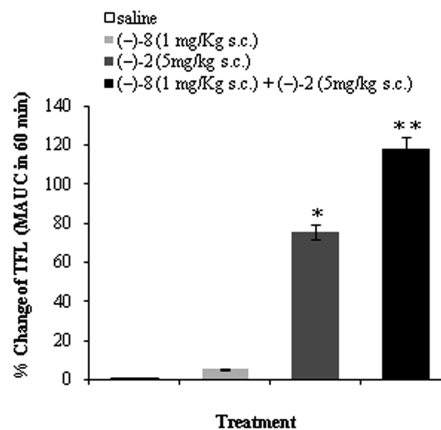 saline
(–)-8 (1 mg/Kg s.c.)
(–)-2 (5mg/kg s.c.)
(–)-8 (1 mg/Kg s.c.) + (–)-2 (5mg/kg s.c.)
% Change of TFL (MAUC in 60 min)
140
120
100
80
60
40
20
0
*
**
Treatment